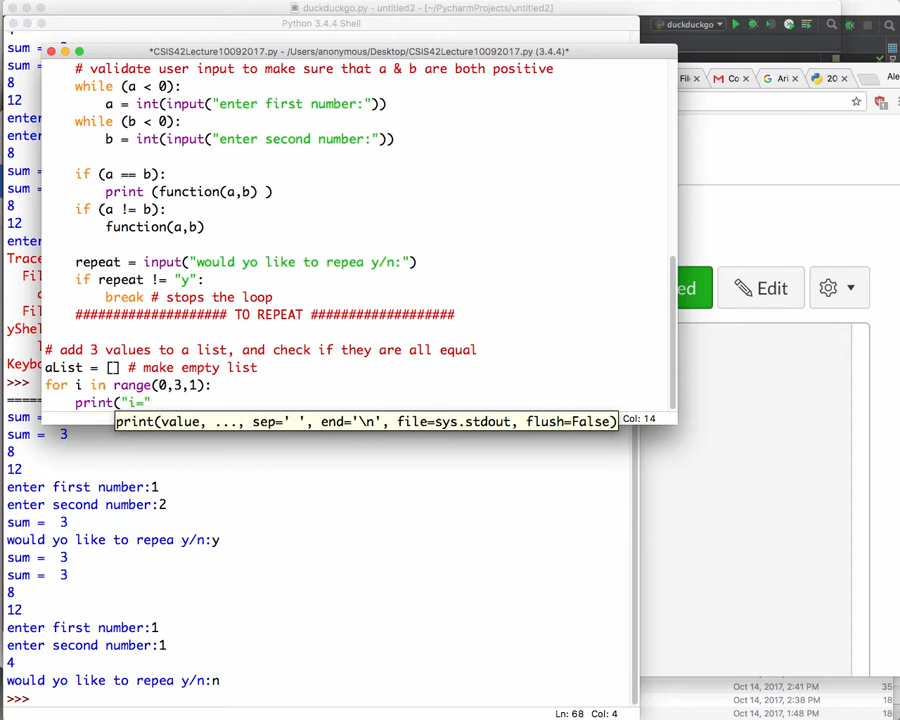 duckduckgo.py - untitled2 - [~/PycharmProjects/untitled2]
Python 3.4.4 Shell
duckduckgo
*CSIS42Lecture10092017.py - /Users/anonymous/Desktop/CSIS42Lecture10092017.py (3.4.4)*
# validate user input to make sure that a & b are both positive
while (a < 0):
a = int(input("enter first number:"))
while (b < 0):
b = int(input("enter second number:"))
if (a == b):
print (function(a,b) )
if (a != b):
function(a,b)
repeat = input("would yo like to repea y/n:")
if repeat != "y":
break # stops the loop
#################### TO REPEAT ###################
# add 3 values to a list, and check if they are all equal
aList = [] # make empty list
for i in range(0,3,1):
print("i="
print(value, ..., sep=' ', end='\n', file=sys.stdout, flush=False)
Col: 14
sum =
8
12
enter
enter
8
sum =
sum =
8
12
enter
Trace
Fil
Fil
yShel
Keybo
>>>
=====
sum =
sum =  3
8
12
enter first number:1
enter second number:2
sum =  3
would yo like to repea y/n:y
sum =  3
sum =  3
8
12
enter first number:1
enter second number:1
4
would yo like to repea y/n:n
>>>
Ln: 68 Col: 4
Fil
Co
Ari
20
Ale
ed
Edit
Oct 14, 2017, 2:41 PM
35
Oct 14, 2017, 2:38 PM
18
Oct 14, 2017, 1:48 PM
18